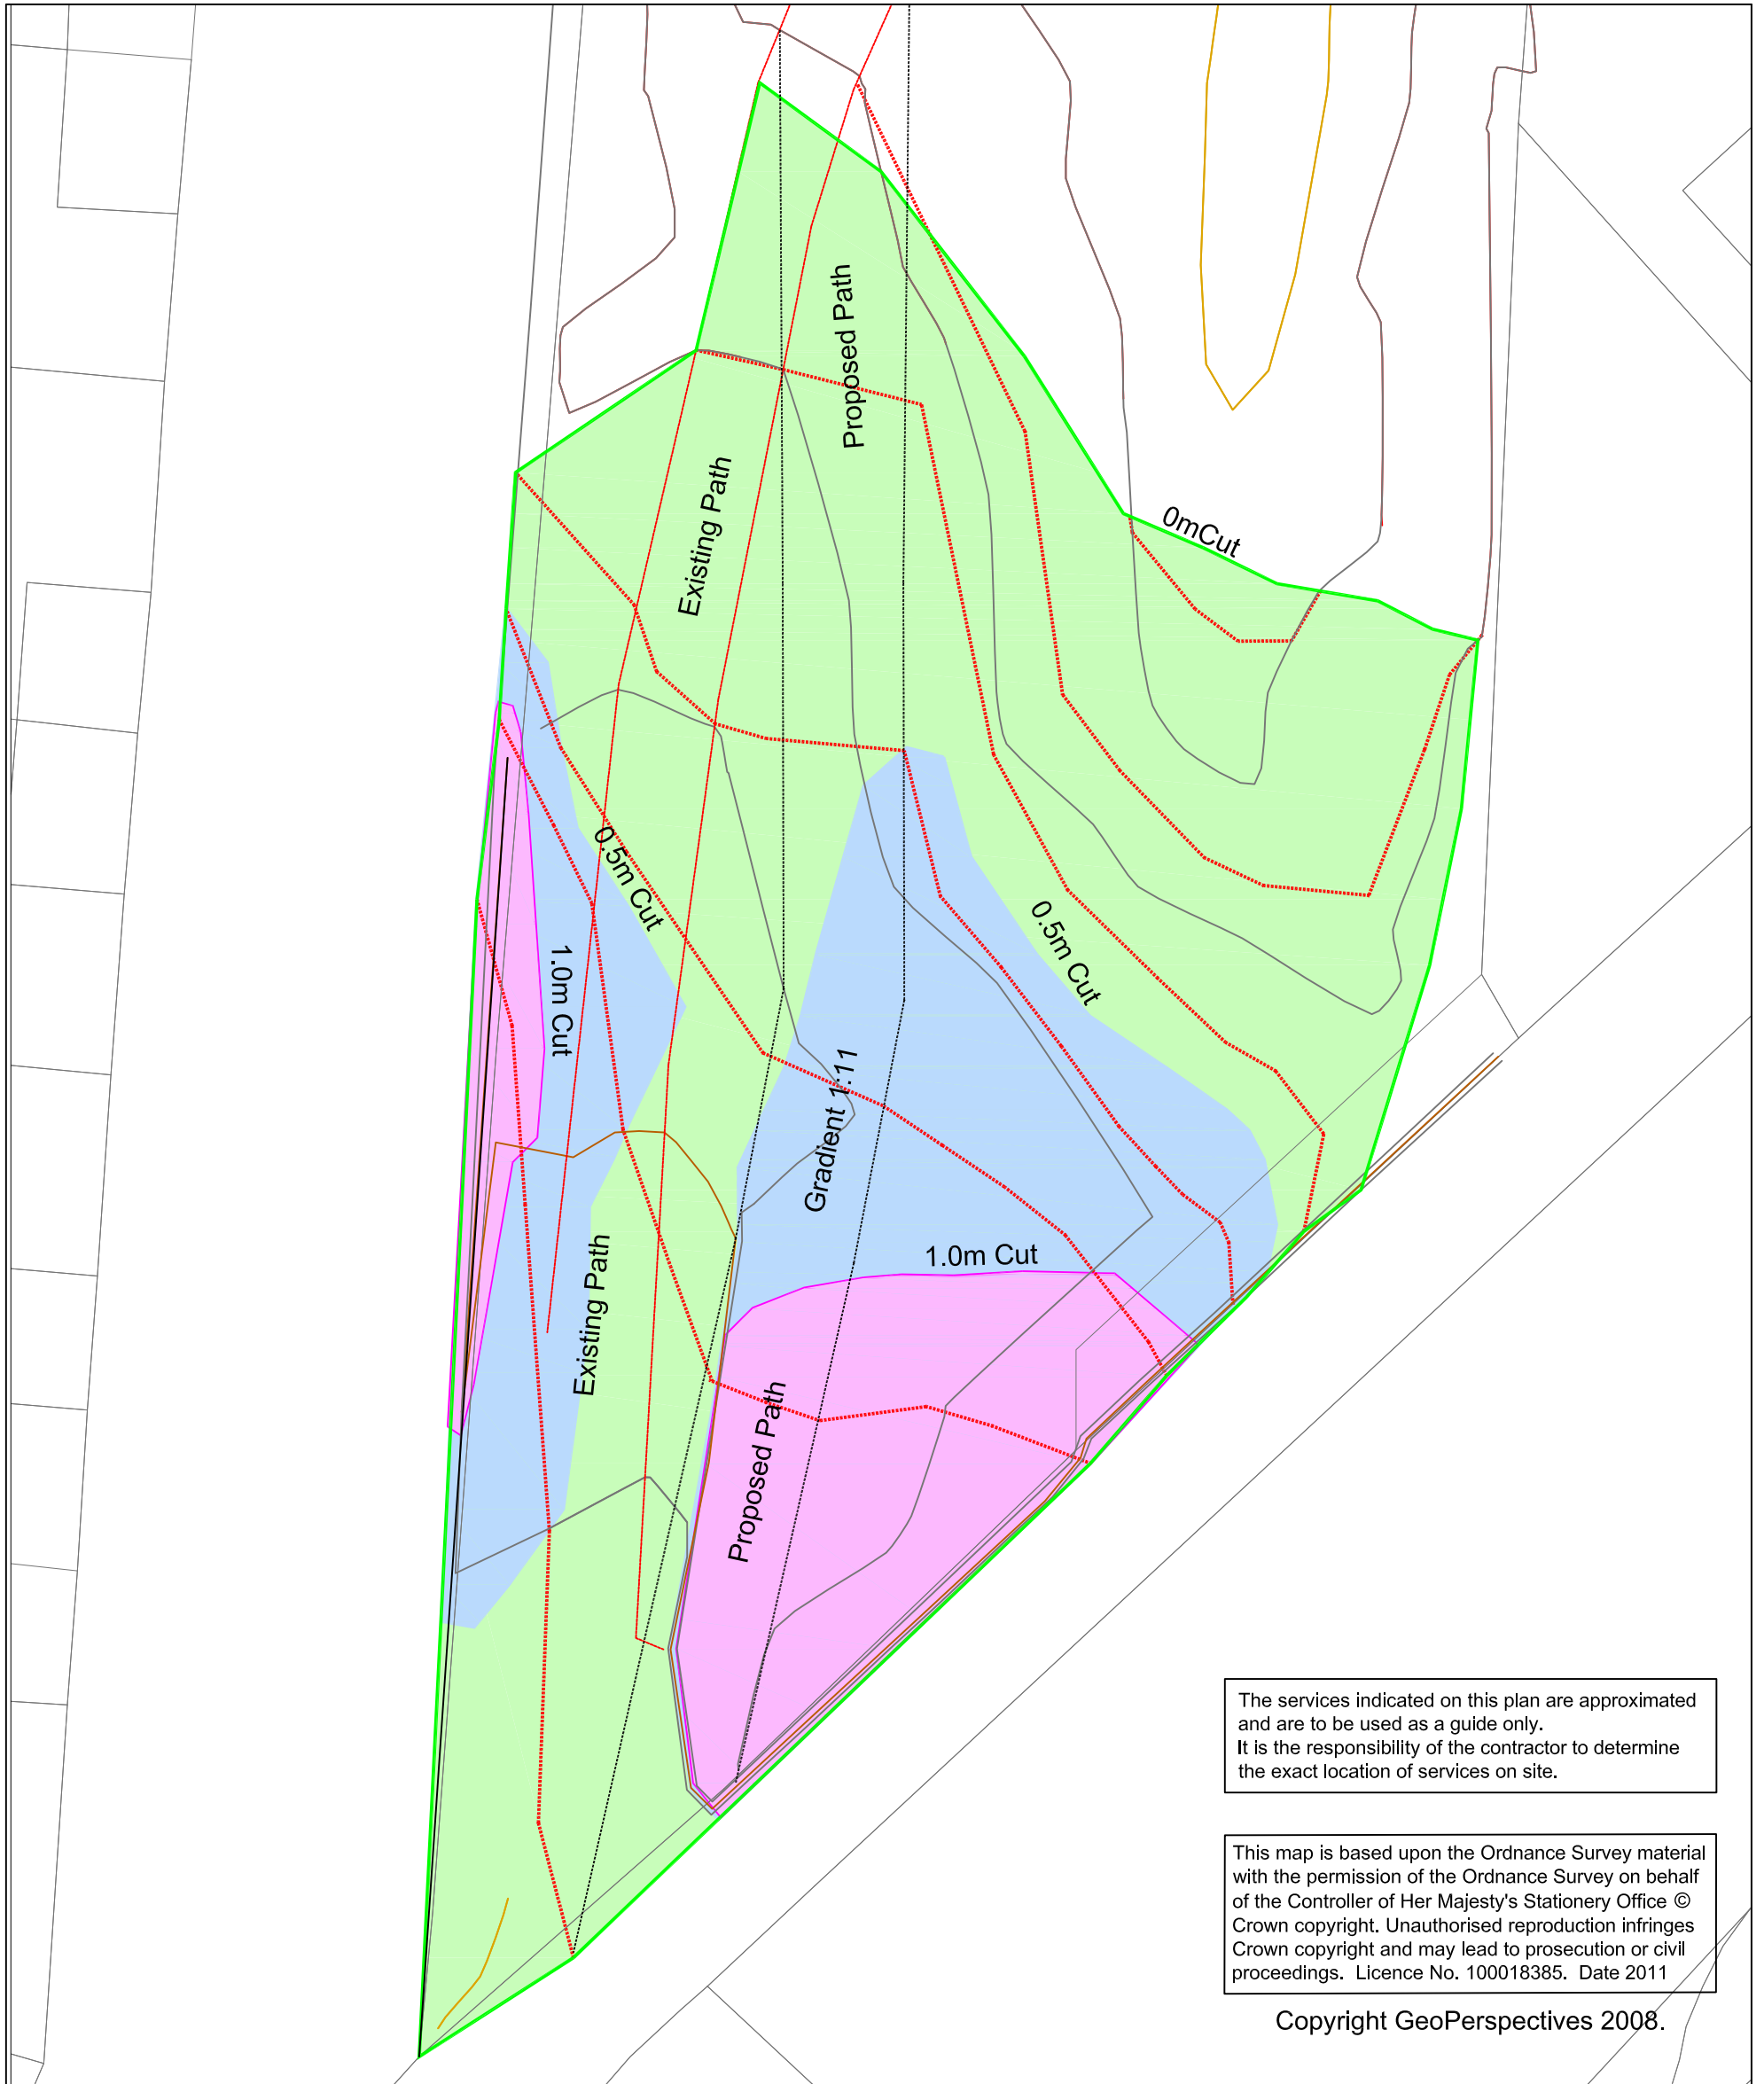 Proposed Path
Existing Path
0mCut
0.5m Cut
0.5m Cut
1.0m Cut
Gradient 1:11
1.0m Cut
Existing Path
Proposed Path
The services indicated on this plan are approximated
and are to be used as a guide only.
It is the responsibility of the contractor to determine
the exact location of services on site.
This map is based upon the Ordnance Survey material
with the permission of the Ordnance Survey on behalf
of the Controller of Her Majesty's Stationery Office ©
Crown copyright. Unauthorised reproduction infringes
Crown copyright and may lead to prosecution or civil
proceedings. Licence No. 100018385. Date 2011
Copyright GeoPerspectives 2008.